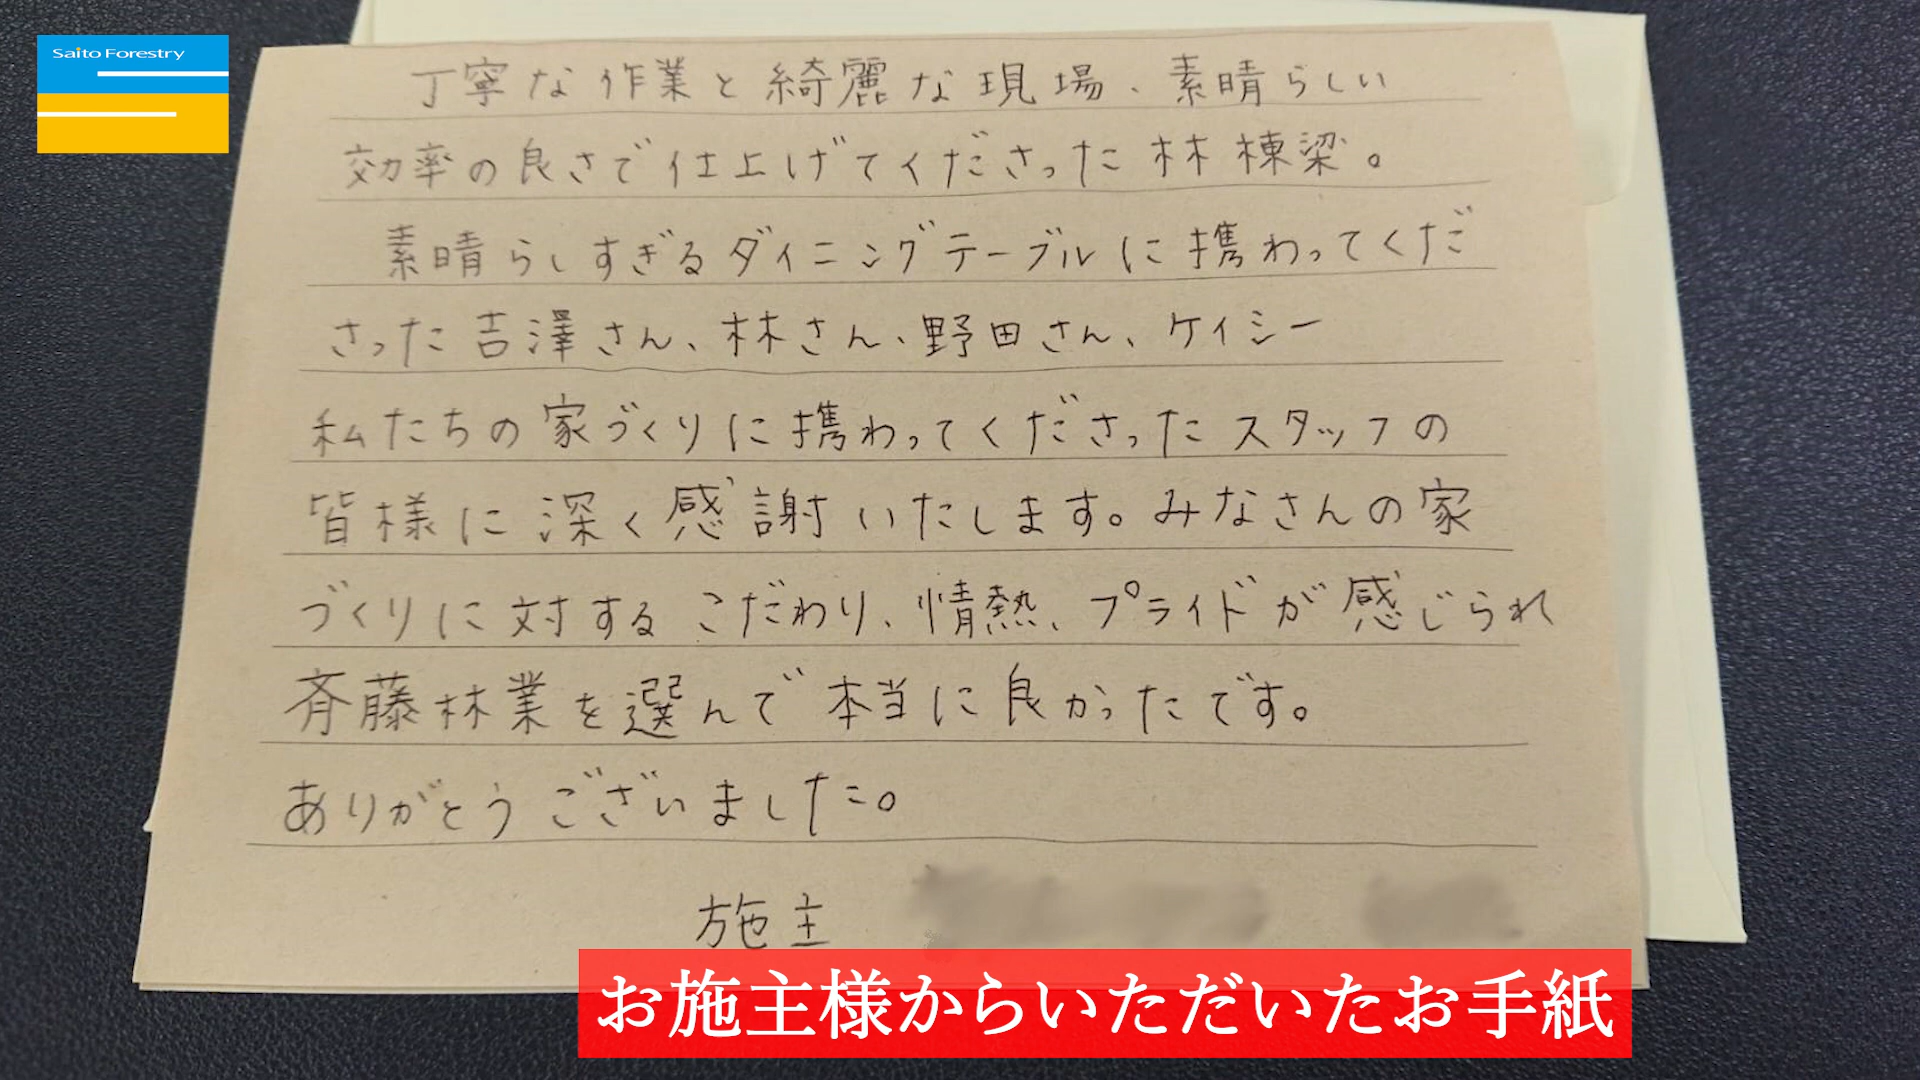 Saito Forestry
丁寧な作業と綺麗な現場、素晴らしい
効率の良さで仕上げてくださった林棟梁。
素晴らしすぎるダイニングテーブルに携わってくだ
さった吉澤さん、林さん、野田さん、ケイシー
私たちの家づくりに携わってくださったスタッフの
皆様に深く感謝いたします。みなさんの家
づくりに対するこだわり、情熱、プライドが感じられ
斉藤林業を選んで本当に良かったです。
ありがとうございました。
施主
お施主様からいただいたお手紙